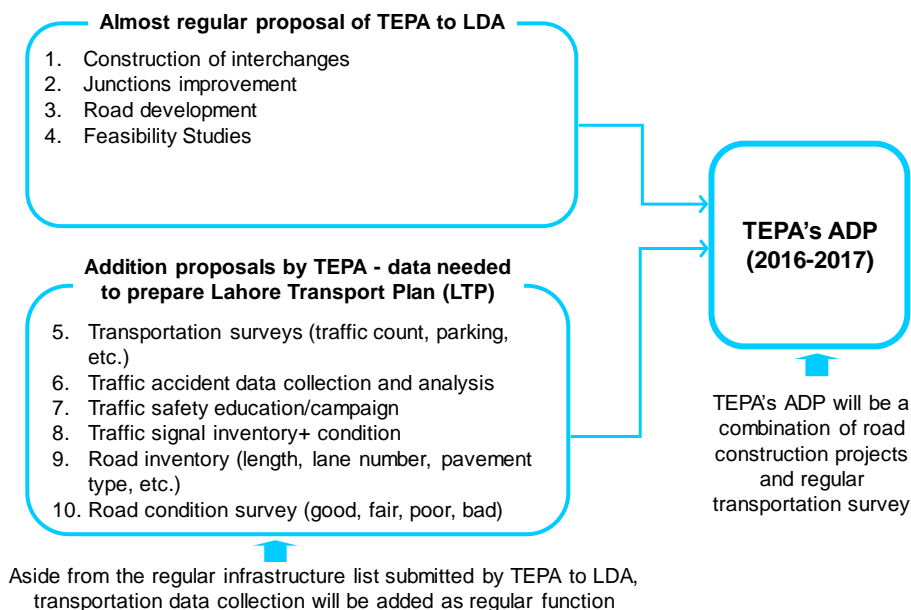 Almost regular proposal of TEPA to LDA
1. Construction of interchanges
2. Junctions improvement
3. Road development
4. Feasibility Studies
Addition proposals by TEPA - data needed
to prepare Lahore Transport Plan (LTP)
5. Transportation surveys (traffic count, parking,
etc.)
6. Traffic accident data collection and analysis
7. Traffic safety education/campaign
8. Traffic signal inventory+ condition
9. Road inventory (length, lane number, pavement
type, etc.)
10. Road condition survey (good, fair, poor, bad)
Aside from the regular infrastructure list submitted by TEPA to LDA,
transportation data collection will be added as regular function
TEPA's ADP
(2016-2017)
TEPA's ADP will be a
combination of road
construction projects
and regular
transportation survey